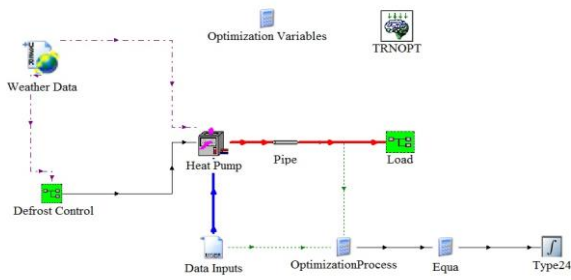 Optimization Variables
TRNOPT
Weather Data
Heat Pump
Pipe
Load
Defrost Control
Data Inputs
OptimizationProcess
Equa
Type24